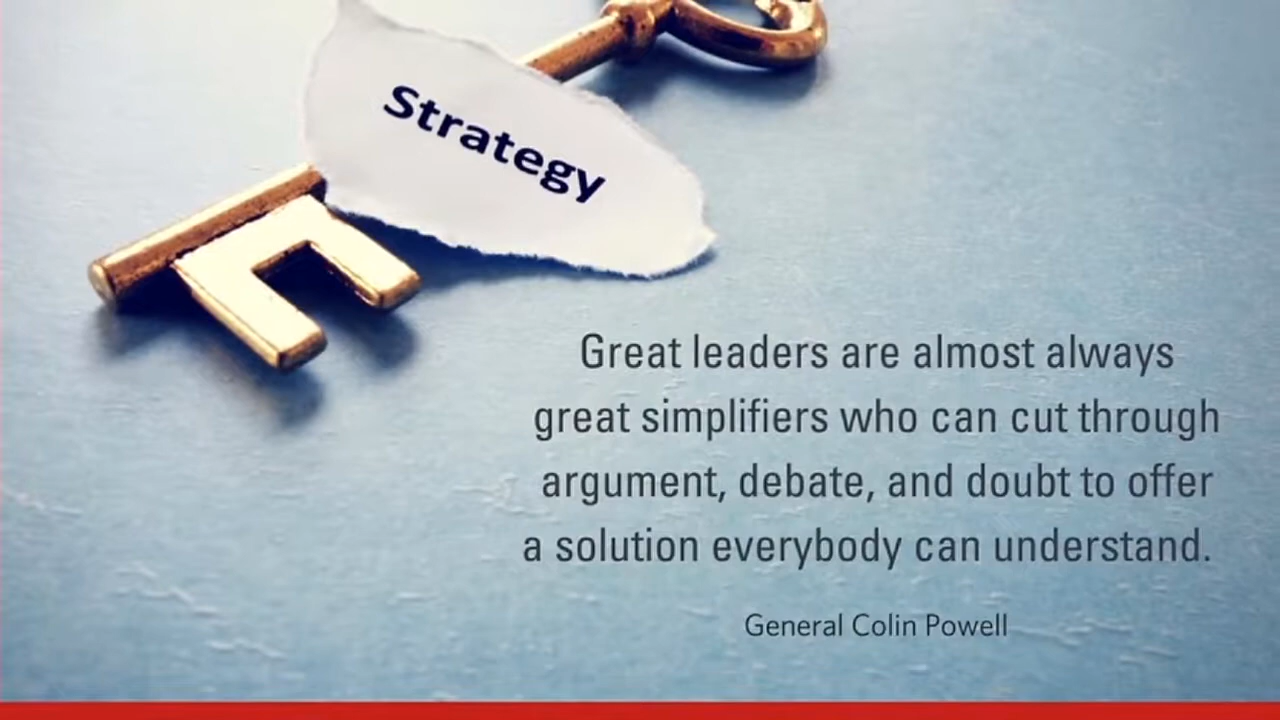 Strategy
Great leaders are almost always
great simplifiers who can cut through
argument, debate, and doubt to offer
a solution everybody can understand.
General Colin Powell